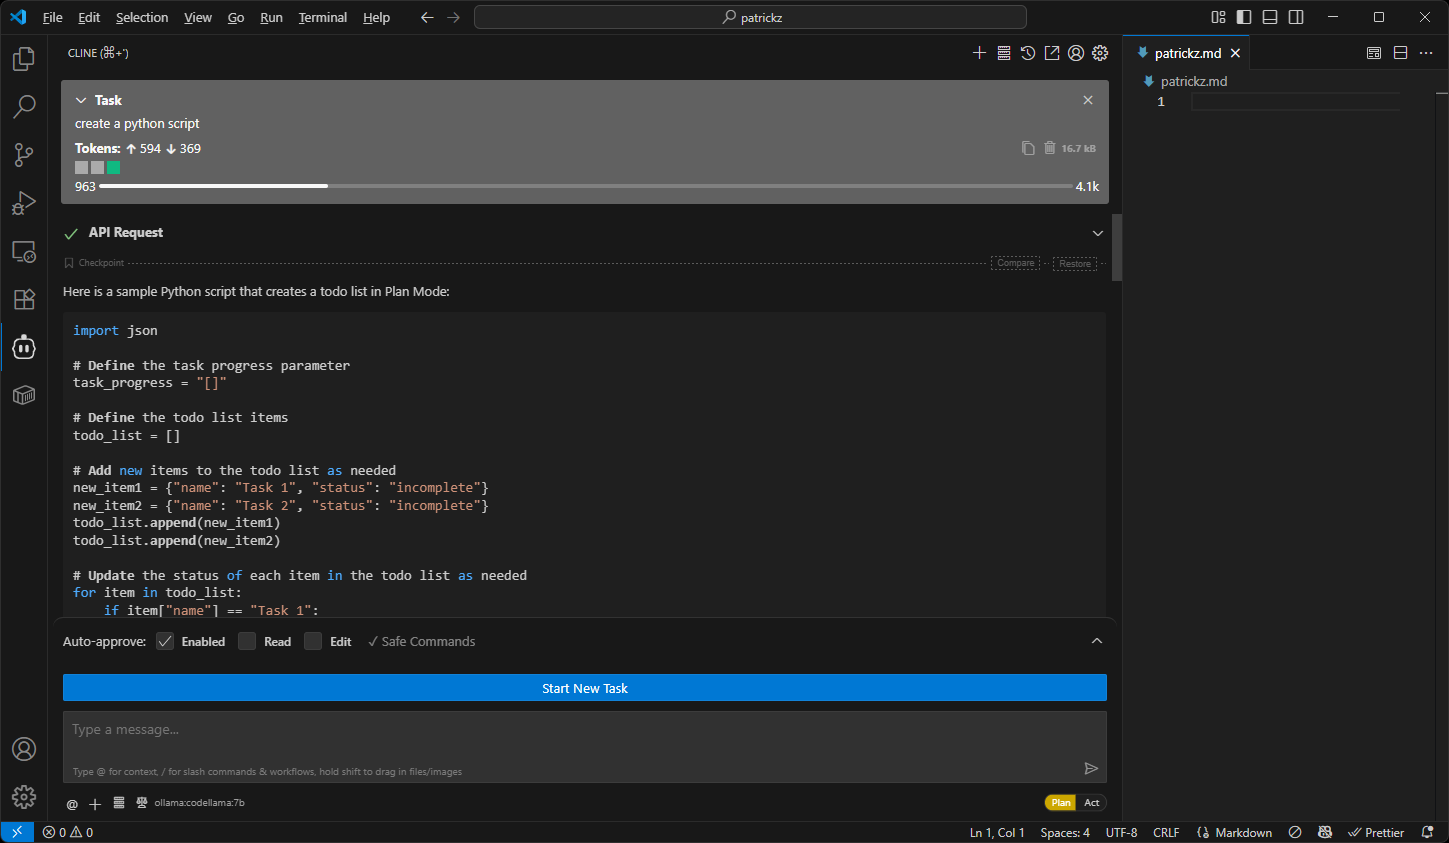 File Edit Selection View Go Run Terminal Help
patrickz
CLINE (⌘+')
patrickz.md
patrickz.md
1
Task
create a python script
Tokens: ↑ 594 ↓ 369
16.7 kB
963
4.1k
API Request
Checkpoint
Compare
Restore
Here is a sample Python script that creates a todo list in Plan Mode:
import json
# Define the task progress parameter
task_progress = "[]"
# Define the todo list items
todo_list = []
# Add new items to the todo list as needed
new_item1 = {"name": "Task 1", "status": "incomplete"}
new_item2 = {"name": "Task 2", "status": "incomplete"}
todo_list.append(new_item1)
todo_list.append(new_item2)
# Update the status of each item in the todo list as needed
for item in todo_list:
    if item["name"] == "Task 1":
Auto-approve: Enabled Read Edit ✓ Safe Commands
Start New Task
Type a message...
Type @ for context, / for slash commands & workflows, hold shift to drag in files/images
@ ollama:codellama:7b
Plan Act
0 0
Ln 1, Col 1 Spaces: 4 UTF-8 CRLF Markdown Prettier